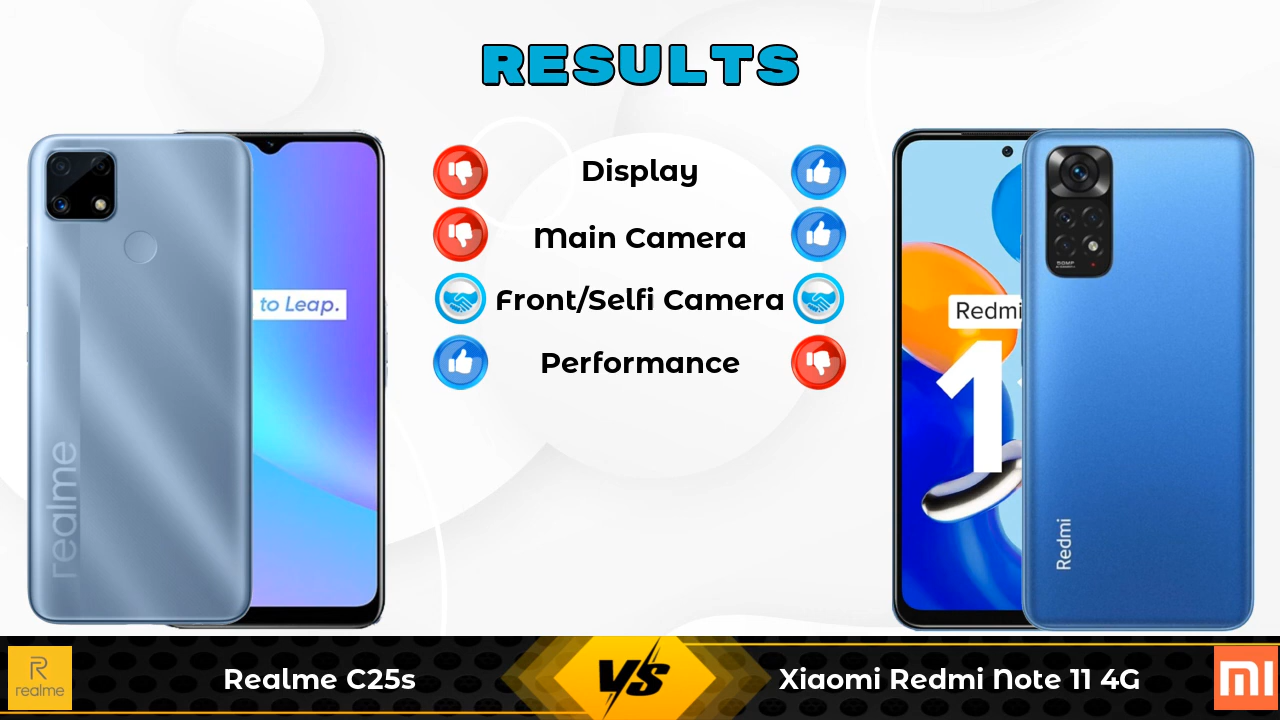 RESULTS
Display
Main Camera
Front/Selfi Camera
Performance
to Leap.
realme
Redmi
1
50MP
Redmi
R
realme
Realme C25s
VS
Xiaomi Redmi Note 11 4G
mi